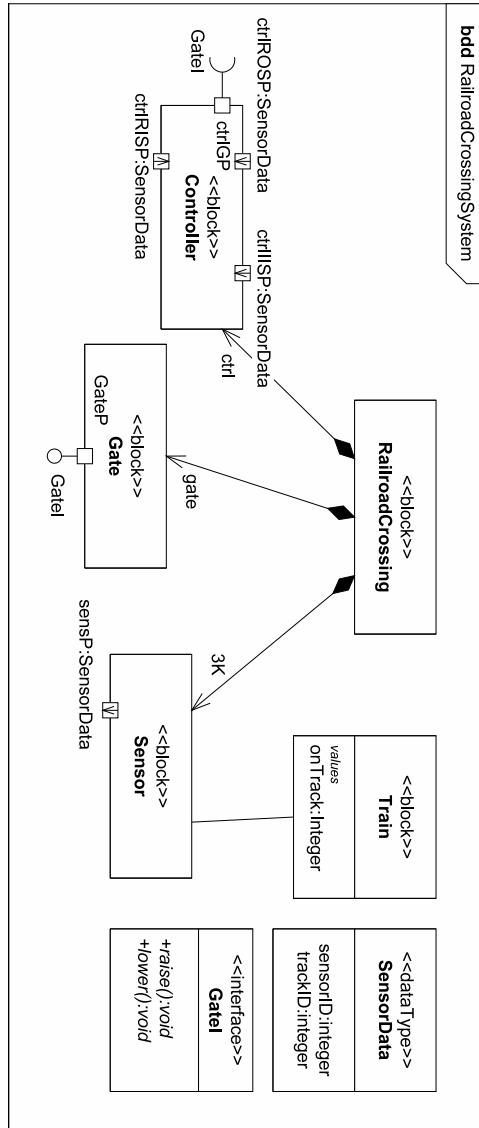 bdd RailroadCrossingSystem
<<block>>
RailroadCrossing
<<block>>
Train
values
onTrack:Integer
<<dataType>>
SensorData
sensorID:integer
trackID:integer
ctrlROSP:SensorData
ctrlIISP:SensorData
ctrl
gate
3K
GateI
ctrlGP
<<block>>
Controller
ctrlRISP:SensorData
<<block>>
Gate
GateP
GateI
<<block>>
Sensor
sensP:SensorData
<<interface>>
GateI
+raise():void
+lower():void